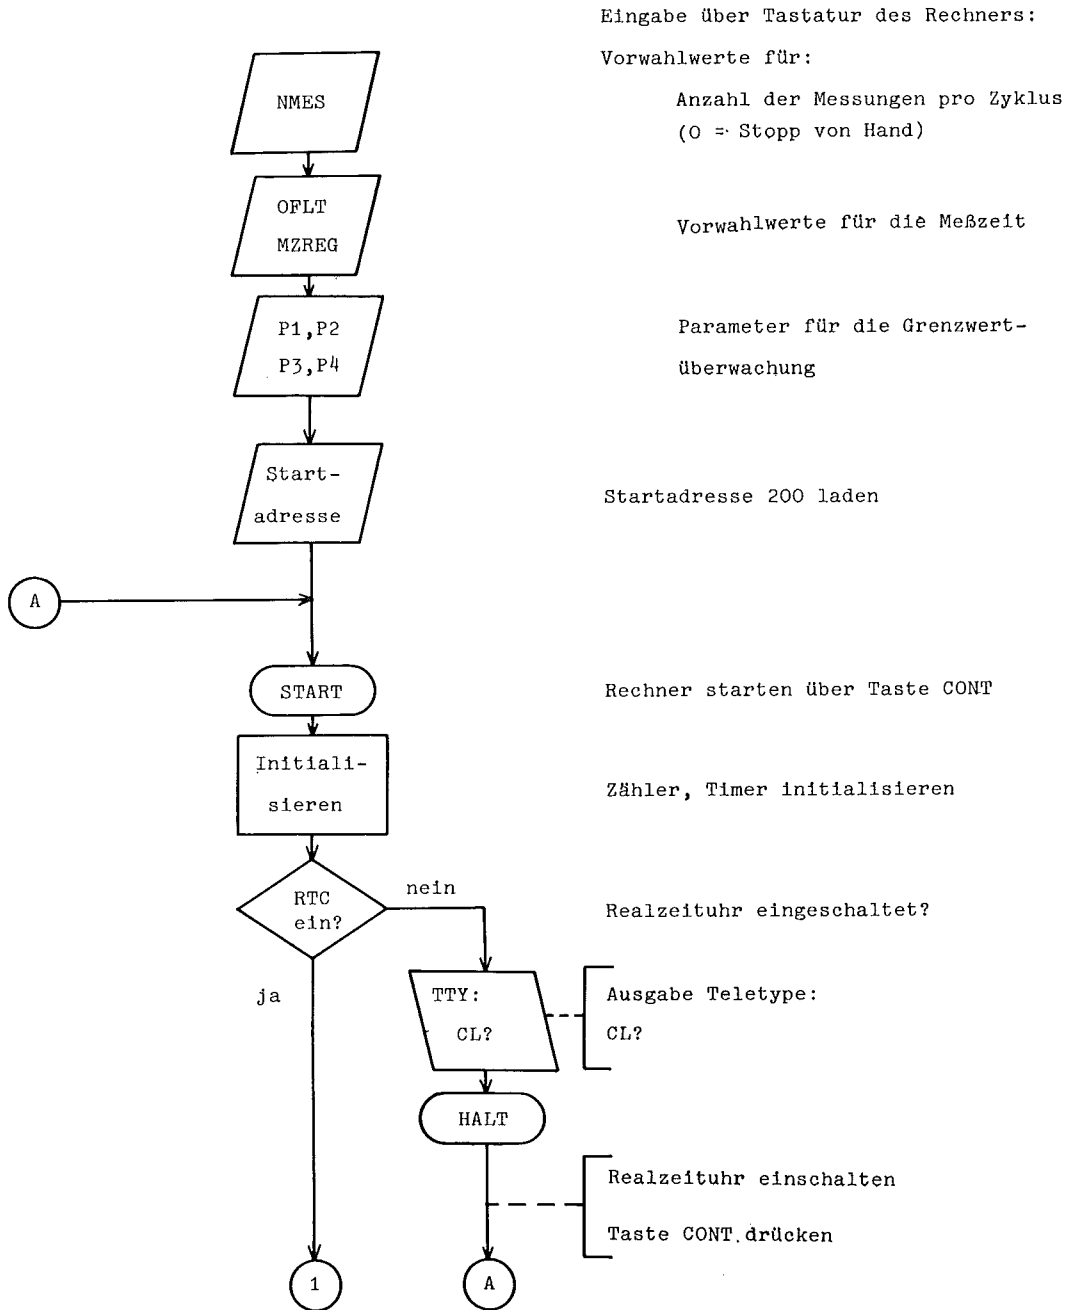 Eingabe über Tastatur des Rechners:
Vorwahlwerte für:
NMES
Anzahl der Messungen pro Zyklus
(0 = Stopp von Hand)
OFLT
MZREG
Vorwahlwerte für die Meßzeit
P1,P2
P3,P4
Parameter für die Grenzwert-
überwachung
Start-
adresse
Startadresse 200 laden
A
START
Rechner starten über Taste CONT
Initiali-
sieren
Zähler, Timer initialisieren
RTC
ein?
nein
Realzeituhr eingeschaltet?
ja
TTY:
CL?
Ausgabe Teletype:
CL?
HALT
Realzeituhr einschalten
Taste CONT.drücken
1
A